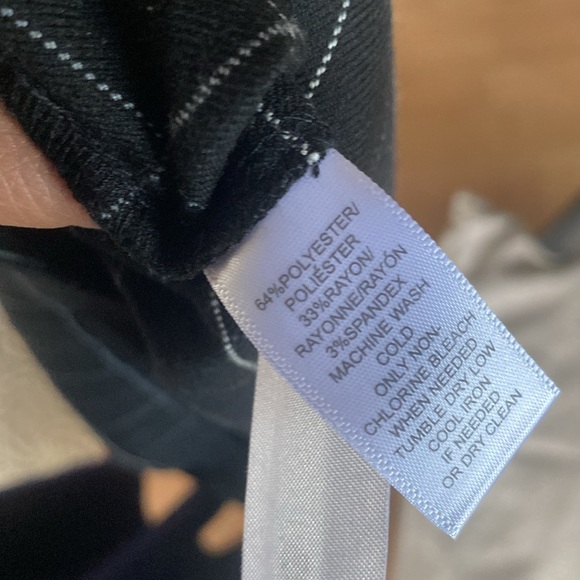 64%POLYESTER/
POLIÉSTER
33%RAYON/
RAYONNE/RAYÓN
3%SPANDEX
MACHINE WASH
COLD
ONLY NON-
CHLORINE BLEACH
WHEN NEEDED
TUMBLE DRY LOW
COOL IRON
IF NEEDED
OR DRY CLEAN